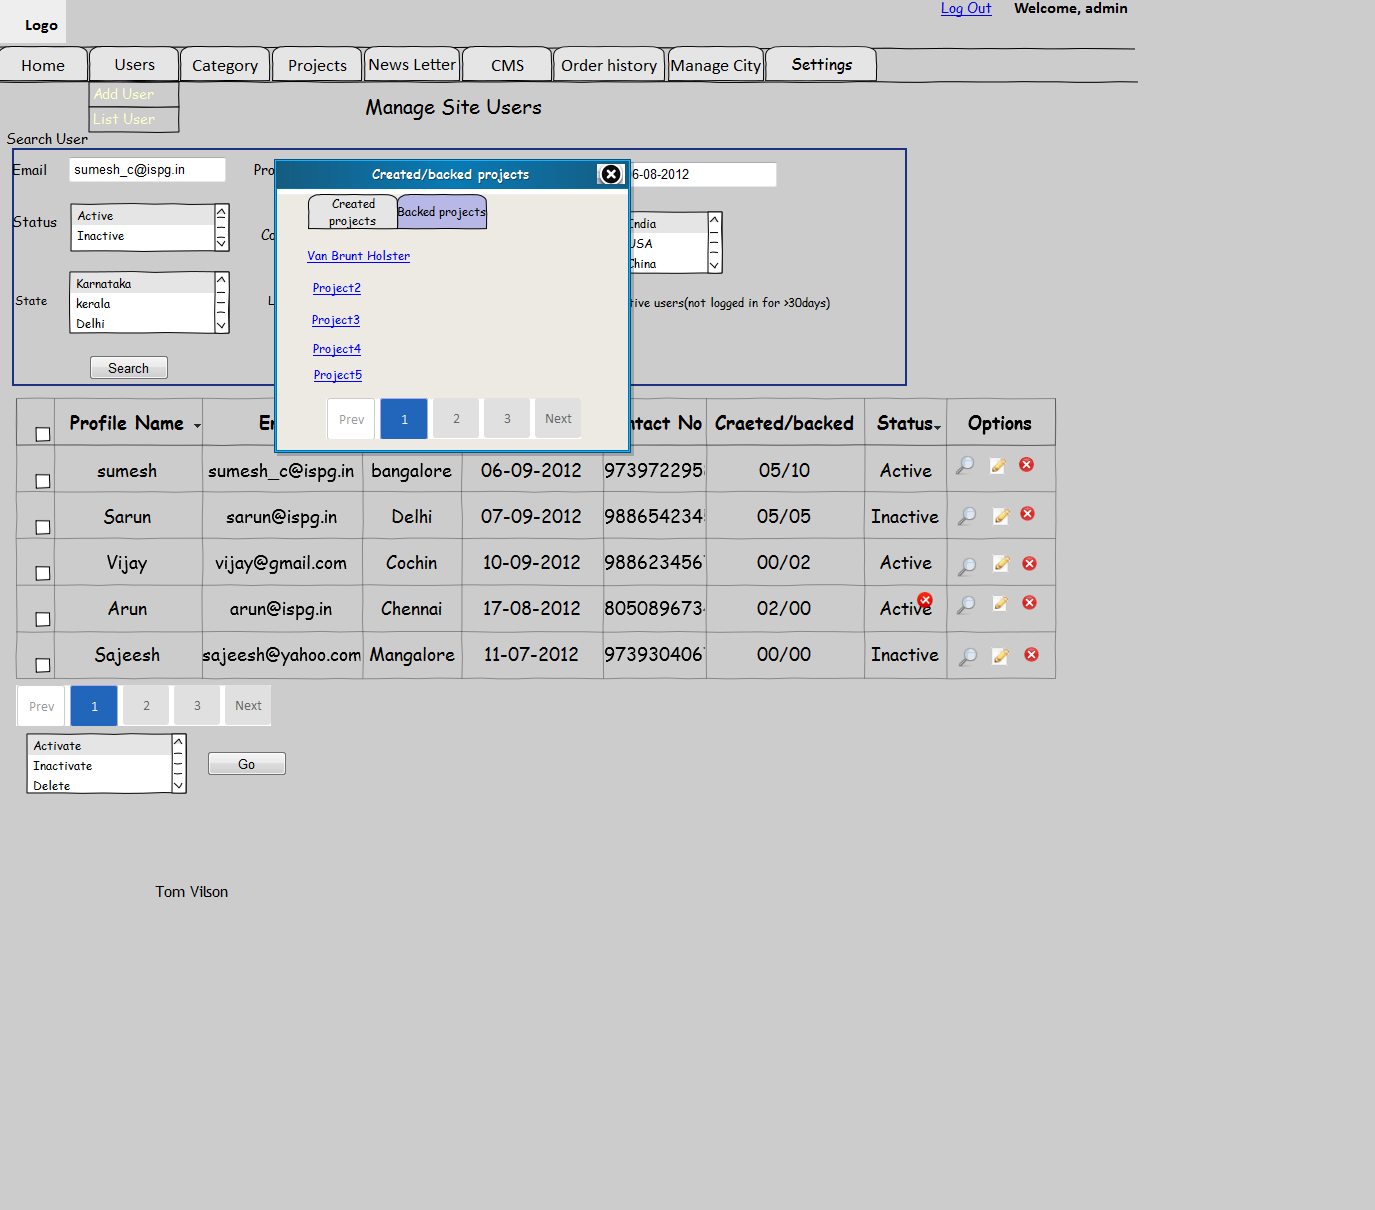 Log Out Welcome, admin
Logo
Home Users Category Projects News Letter CMS Order history Manage City Settings
Add User
List User
Manage Site Users
Search User
Email sumesh_c@ispg.in
6-08-2012
Created/backed projects
Created projects Backed projects
Status Active
Inactive
India
USA
China
Van Brunt Holster
Project2
Project3
Project4
Project5
State Karnataka
kerala
Delhi
users(not logged in for >30days)
Search
Prev 1 2 3 Next
Profile Name No Craeted/backed Status Options
sumesh sumesh_c@ispg.in bangalore 06-09-2012 973972295 05/10 Active
Sarun sarun@ispg.in Delhi 07-09-2012 988654234 05/05 Inactive
Vijay vijay@gmail.com Cochin 10-09-2012 988623456 00/02 Active
Arun arun@ispg.in Chennai 17-08-2012 805089673 02/00 Active
Sajeesh sajeesh@yahoo.com Mangalore 11-07-2012 973930406 00/00 Inactive
Prev 1 2 3 Next
Activate
Inactivate
Delete
Go
Tom Vilson